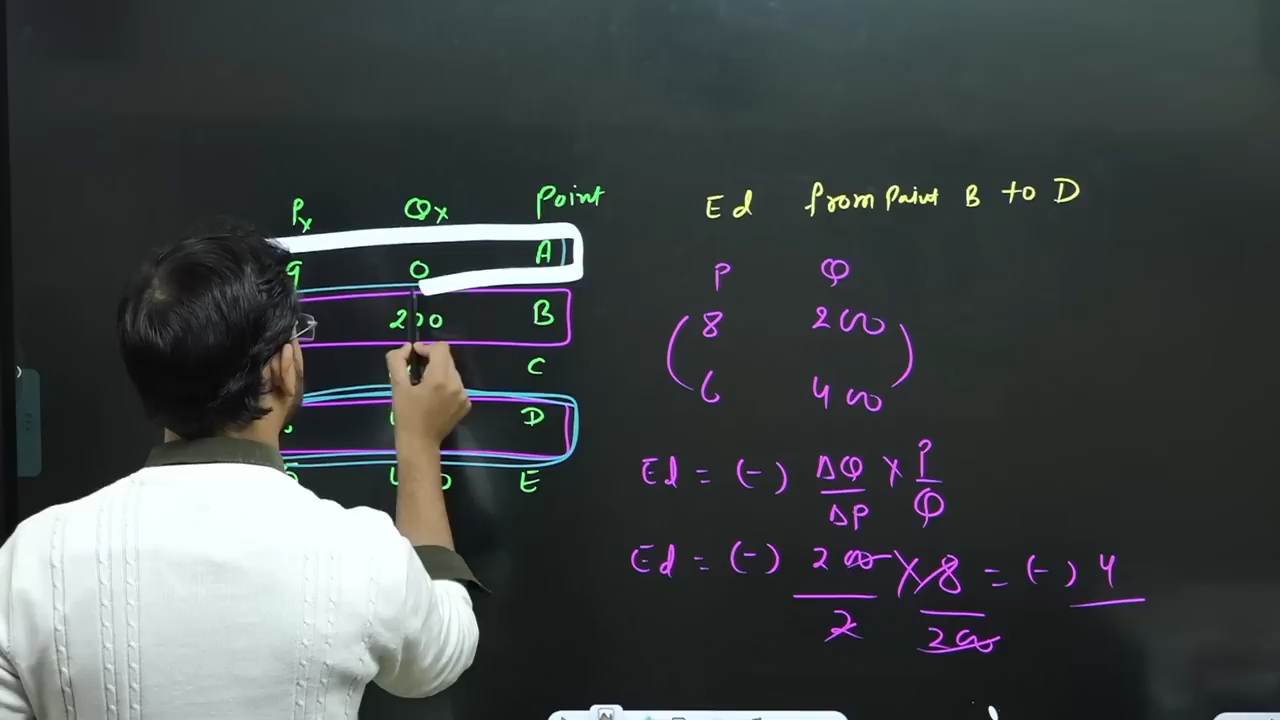 Px Qx Point
9 0 A
200 B
C
D
E
Ed from Point B to D
P Q
8 200
6 400
Ed = (-) ΔQ/ΔP × P/Q
Ed = (-) 200/2 × 8/200 = (-) 4